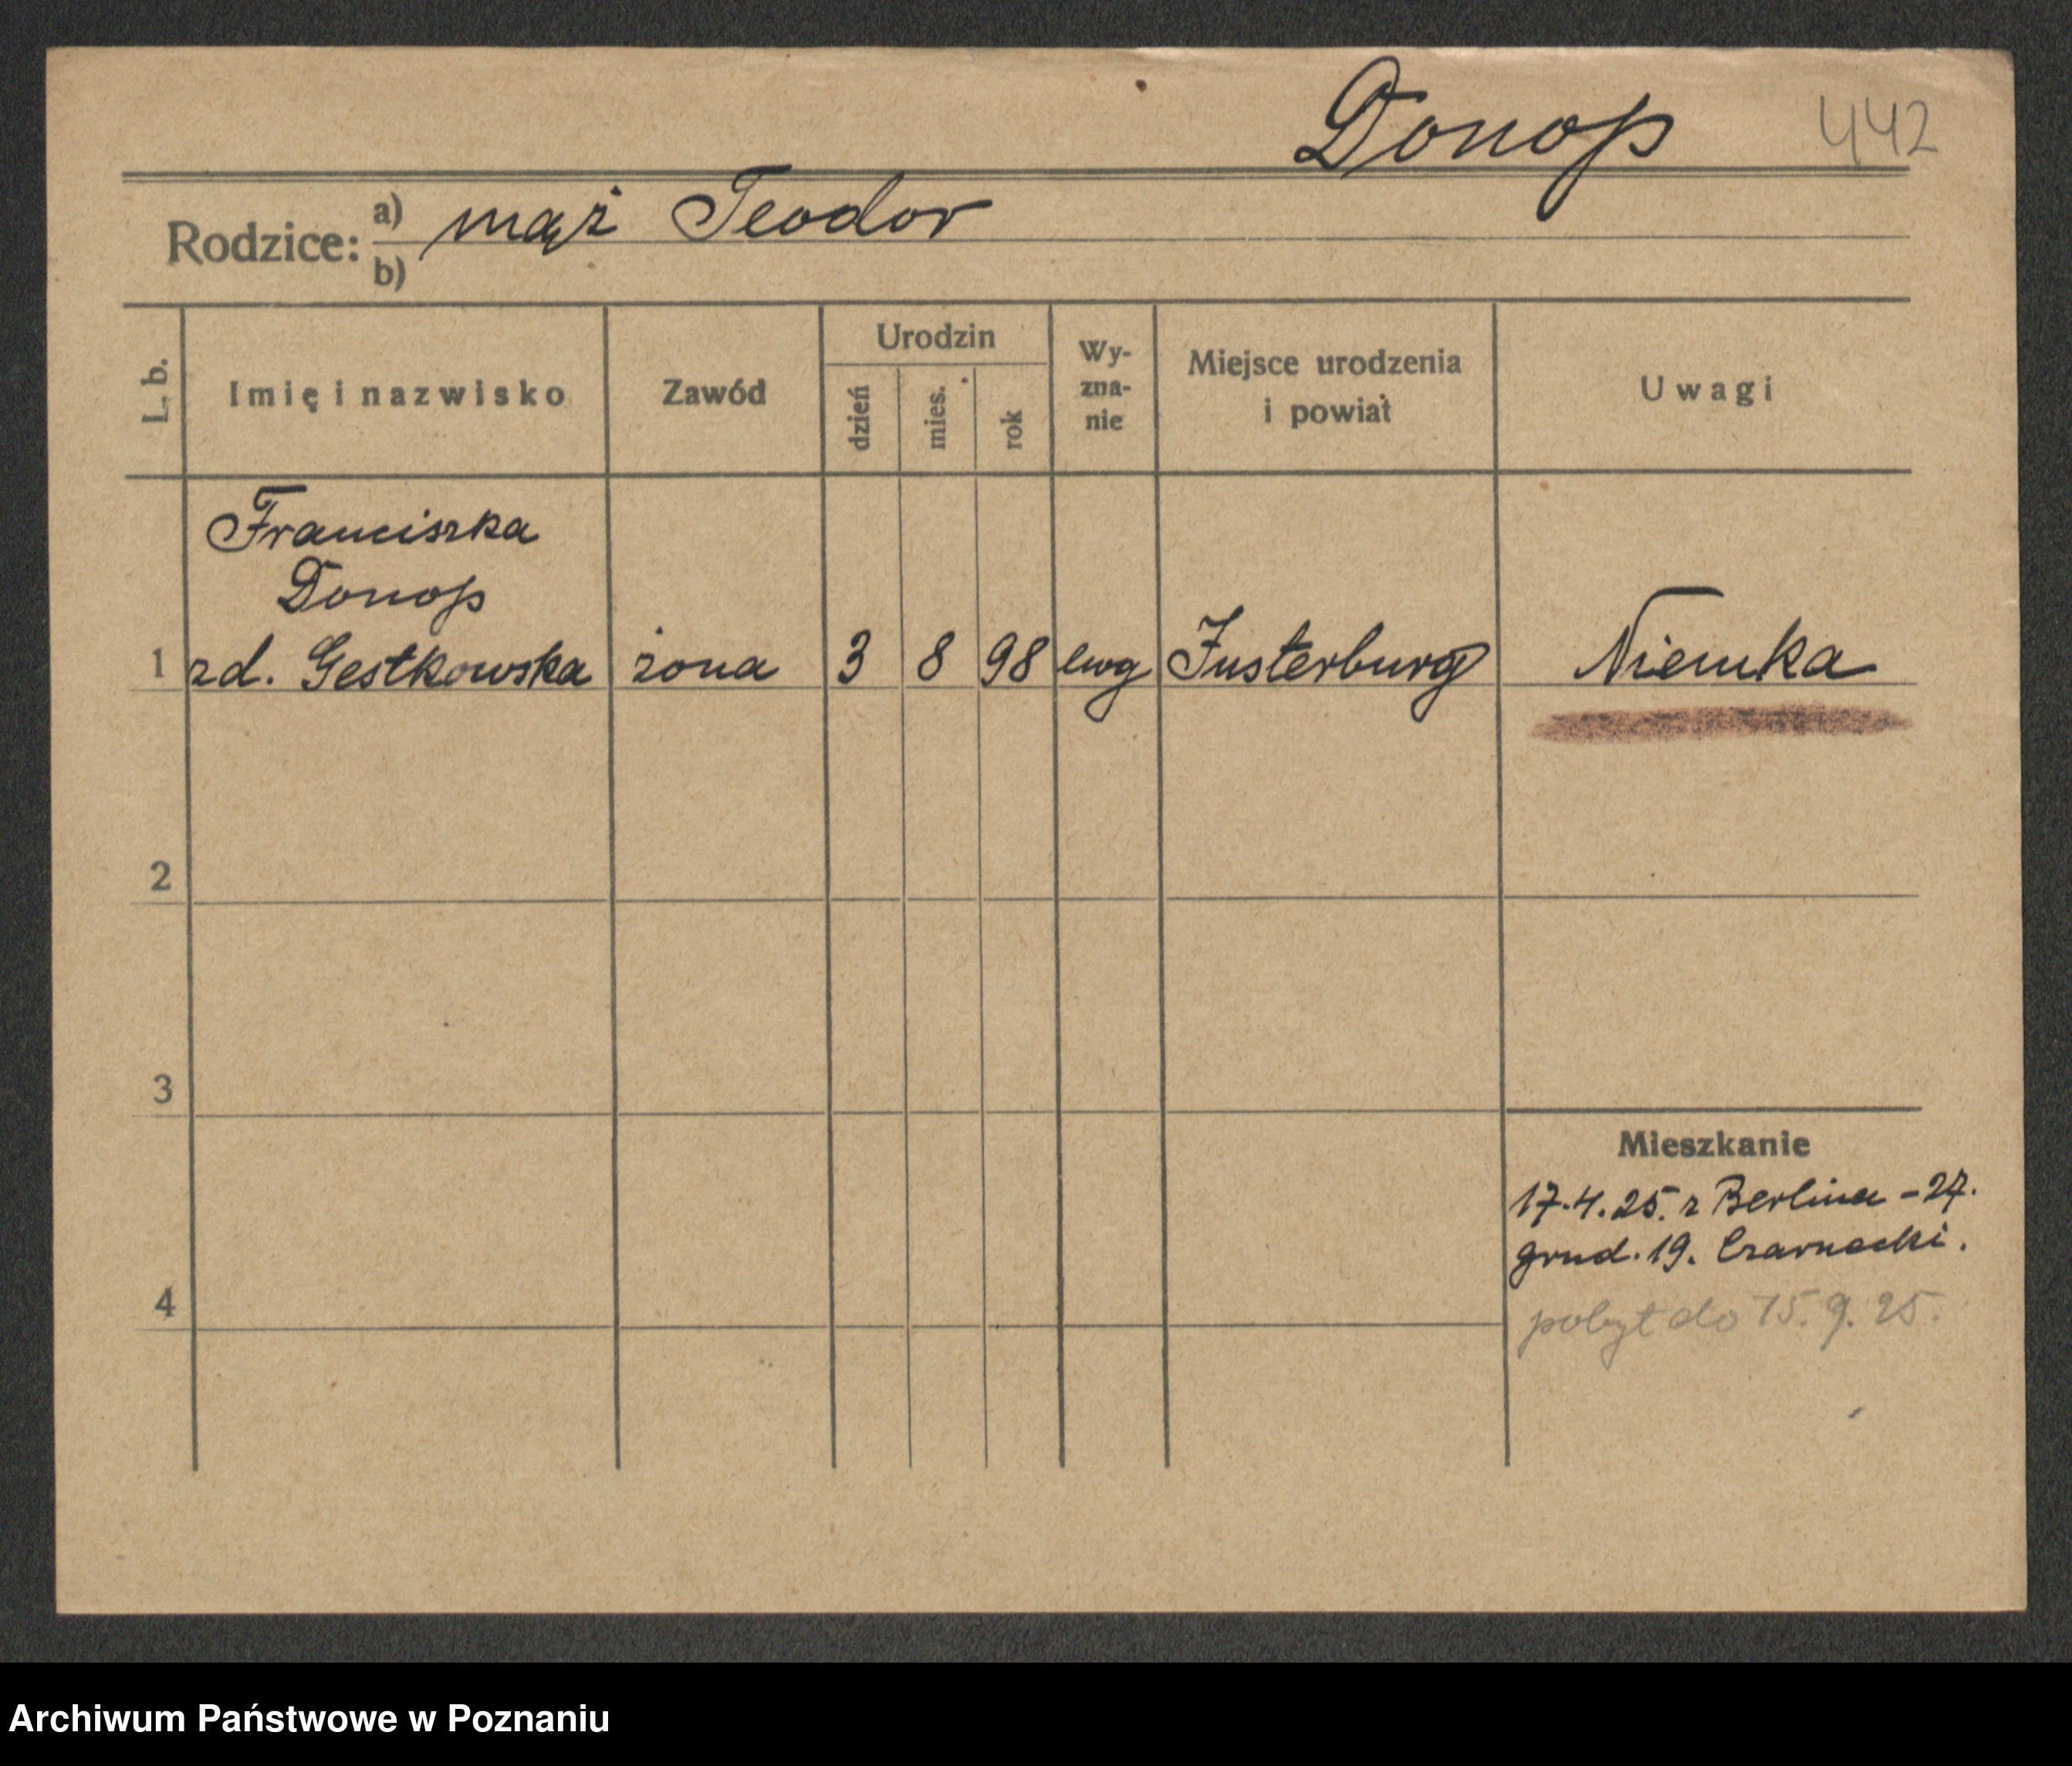 Donop 442
Rodzice: a) mąż Teodor
b)
L. b. Imię i nazwisko Zawód Urodzin dzień mies. rok Wy-zna-nie Miejsce urodzenia i powiat Uwagi
Franciszka
Donop
1 zd. Gestkowska żona 3 8 98 ewg Insterburg Niemka
2
3
Mieszkanie
17.4.25. z Berlina - 27.
grud. 19. Czarnecki.
4
pobyt do 15. 9. 25.
Archiwum Państwowe w Poznaniu